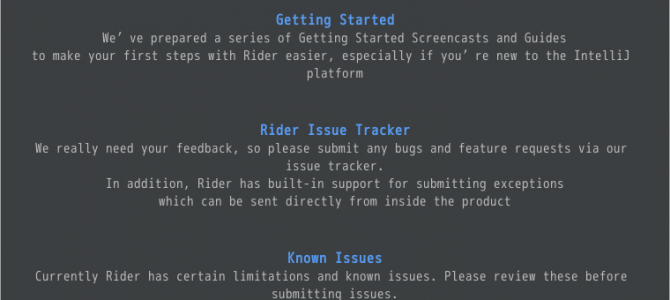 Getting Started
We’ve prepared a series of Getting Started Screencasts and Guides
to make your first steps with Rider easier, especially if you’re new to the IntelliJ
platform
Rider Issue Tracker
We really need your feedback, so please submit any bugs and feature requests via our
issue tracker.
In addition, Rider has built-in support for submitting exceptions
which can be sent directly from inside the product
Known Issues
Currently Rider has certain limitations and known issues. Please review these before
submitting issues.